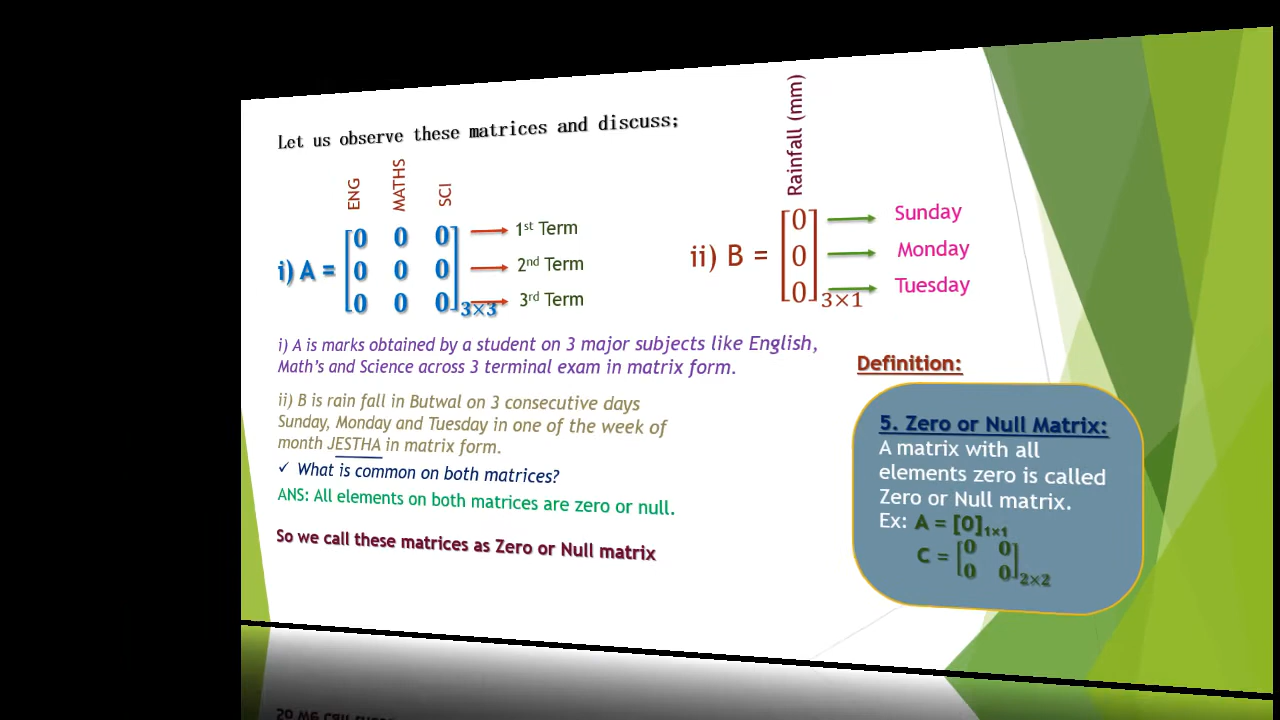 Let us observe these matrices and discuss;
ENG MATHS SCI
i) A = [0 0 0
0 0 0
0 0 0] 3×3
1st Term
2nd Term
3rd Term
Rainfall (mm)
ii) B = [0
0
0] 3×1
Sunday
Monday
Tuesday
i) A is marks obtained by a student on 3 major subjects like English,
Math's and Science across 3 terminal exam in matrix form.
ii) B is rain fall in Butwal on 3 consecutive days
Sunday, Monday and Tuesday in one of the week of
month JESTHA in matrix form.
✓ What is common on both matrices?
ANS: All elements on both matrices are zero or null.
So we call these matrices as Zero or Null matrix
Definition:
5. Zero or Null Matrix:
A matrix with all
elements zero is called
Zero or Null matrix.
Ex: A = [0]1×1
C = [0 0
0 0] 2×2